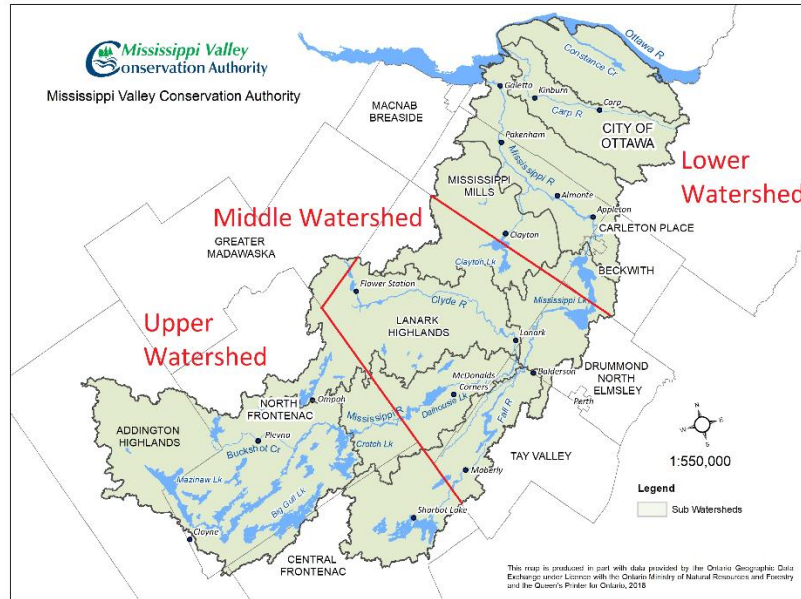 Mississippi Valley
Conservation Authority
Mississippi Valley Conservation Authority
Ottawa R
Constance Cr
MACNAB
BREASIDE
Galetta
Kinburn
Carp
Carp R
CITY OF
OTTAWA
Pakenham
Mississippi R
Lower
Watershed
MISSISSIPPI
MILLS
Almonte
Appleton
Middle Watershed
CARLETON PLACE
Clayton
GREATER
MADAWASKA
Clayton Lk
BECKWITH
Flower Station
Clyde R
Mississippi Lk
Upper
Watershed
LANARK
HIGHLANDS
Lanark
DRUMMOND
NORTH
ELMSLEY
Balderson
McDonalds
Corners
Perth
NORTH
FRONTENAC
Ompah
Dalhousie Lk
Fall R
Mississippi R
ADDINGTON
HIGHLANDS
Plevna
Crotch Lk
Buckshot Cr
TAY VALLEY
1:550,000
Mazinaw Lk
Big Gull Lk
Moberly
Legend
Sub Watersheds
Sharbot Lake
Cloyne
CENTRAL
FRONTENAC
This map is produced in part with data provided by the Ontario Geographic Data
Exchange under Licence with the Ontario Ministry of Natural Resources and Forestry
and the Queen's Printer for Ontario, 2018